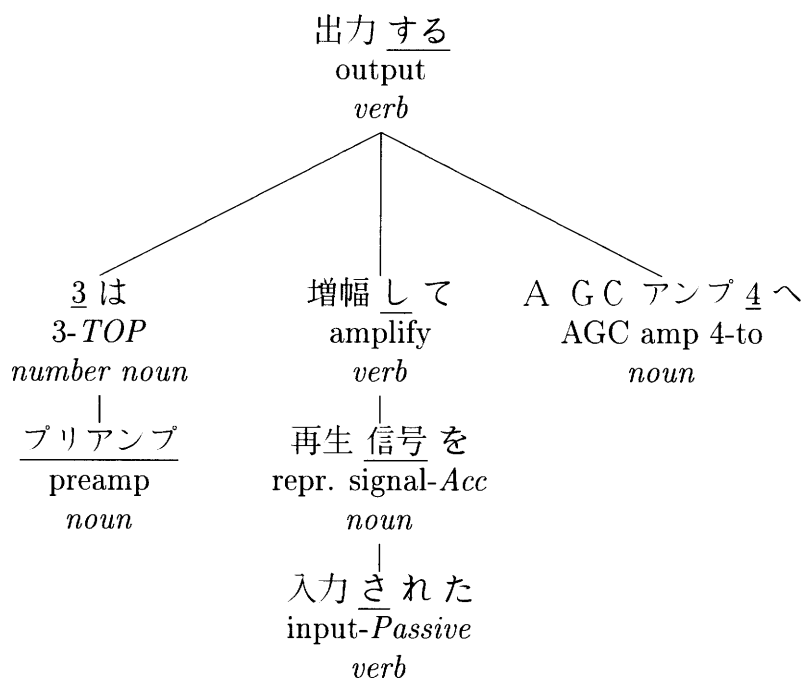 出力する
output
verb
3は 増幅して A GCアンプ4へ
3-TOP amplify AGC amp 4-to
number noun verb noun
プリアンプ 再生信号を
preamp repr. signal-Acc
noun noun
入力された
input-Passive
verb